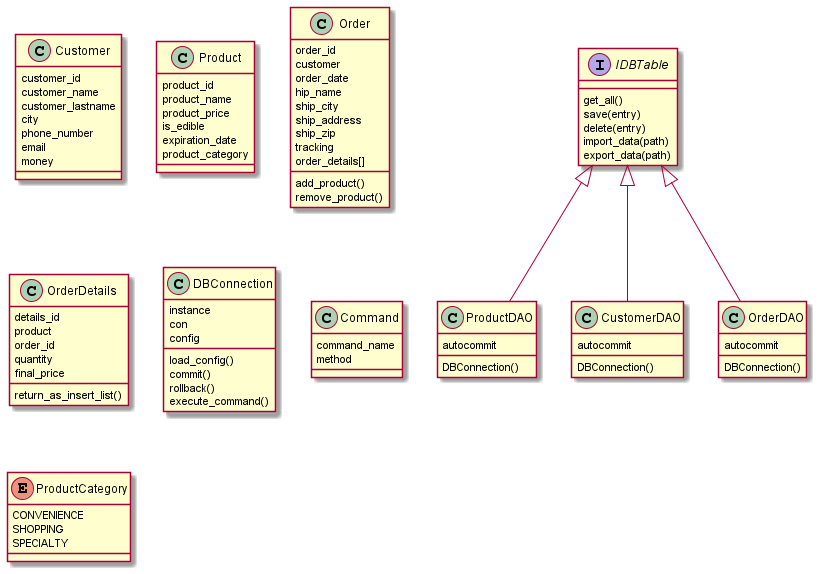 C Customer
customer_id
customer_name
customer_lastname
city
phone_number
email
money
C Product
product_id
product_name
product_price
is_edible
expiration_date
product_category
C Order
order_id
customer
order_date
hip_name
ship_city
ship_address
ship_zip
tracking
order_details[]
add_product()
remove_product()
I IDBTable
get_all()
save(entry)
delete(entry)
import_data(path)
export_data(path)
C OrderDetails
details_id
product
order_id
quantity
final_price
return_as_insert_list()
C DBConnection
instance
con
config
load_config()
commit()
rollback()
execute_command()
C Command
command_name
method
C ProductDAO
autocommit
DBConnection()
C CustomerDAO
autocommit
DBConnection()
C OrderDAO
autocommit
DBConnection()
E ProductCategory
CONVENIENCE
SHOPPING
SPECIALTY